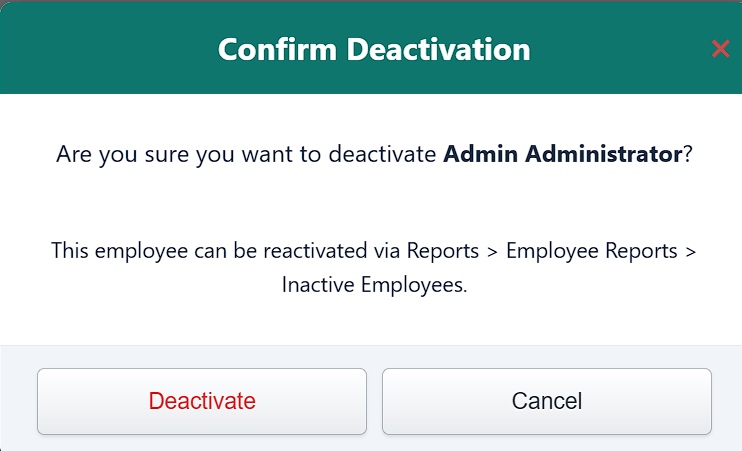 Confirm Deactivation
Are you sure you want to deactivate Admin Administrator?
This employee can be reactivated via Reports > Employee Reports >
Inactive Employees.
Deactivate
Cancel